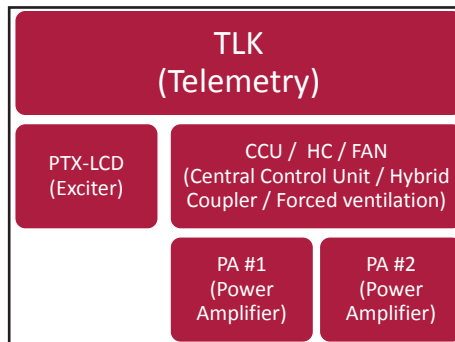 TLK
(Telemetry)
PTX-LCD
(Exciter)
CCU / HC / FAN
(Central Control Unit / Hybrid
Coupler / Forced ventilation)
PA #1
(Power
Amplifier)
PA #2
(Power
Amplifier)